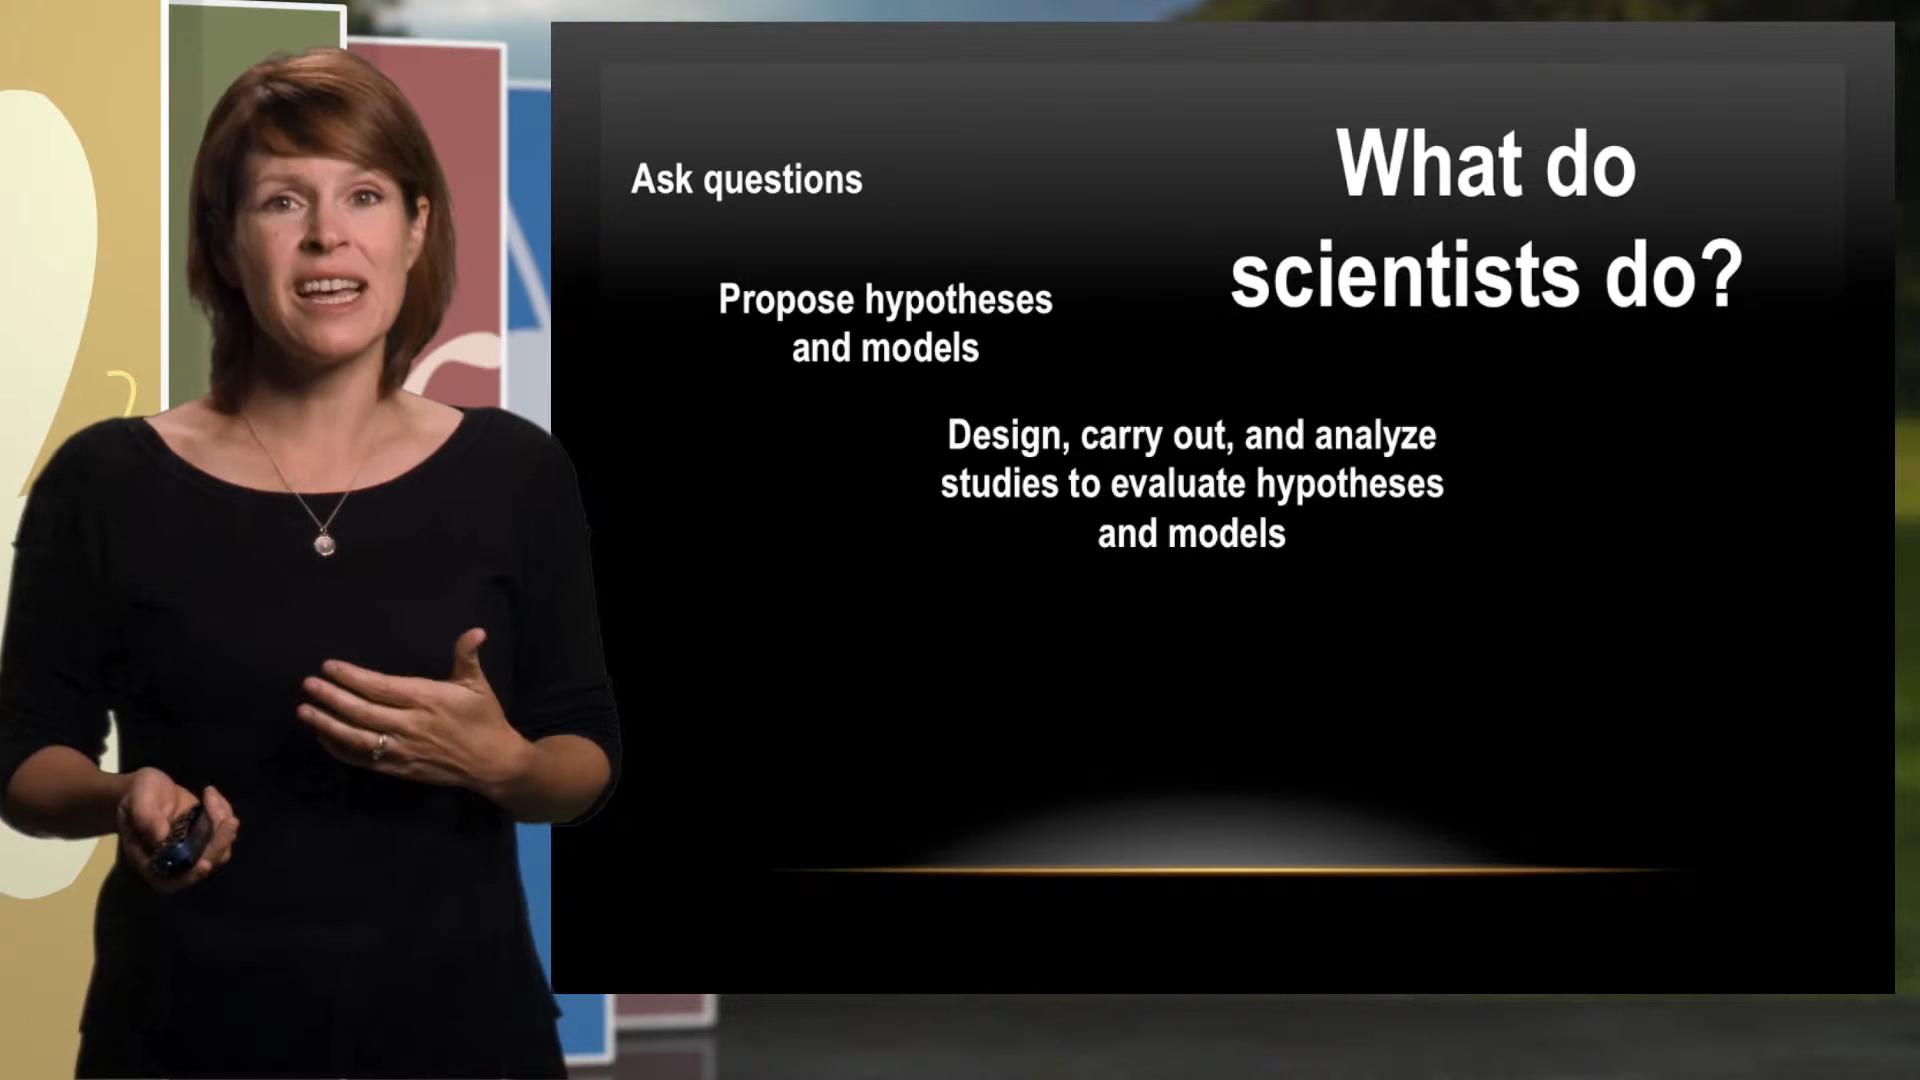 What do
scientists do?
Ask questions
Propose hypotheses
and models
Design, carry out, and analyze
studies to evaluate hypotheses
and models